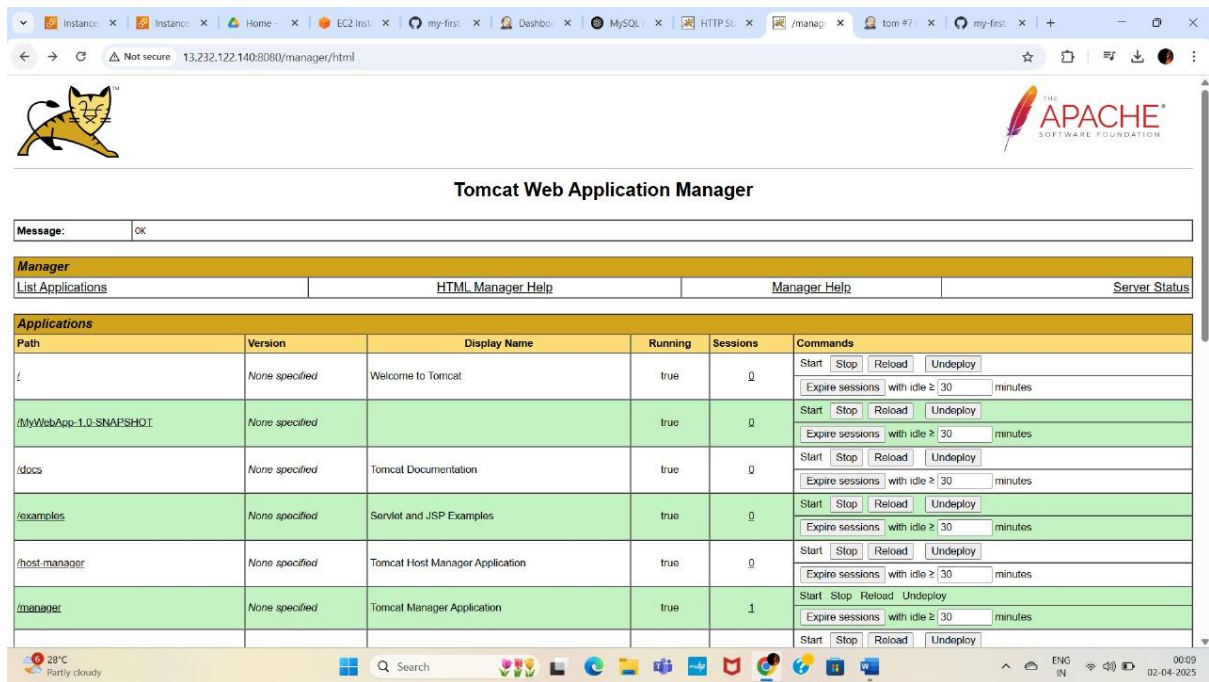 Instance
Instance
Home -
EC2 Inst
my-first
Dashbo
MySQL
HTTP St
/manag
tom #7
my-first
Not secure 13.232.122.140:8080/manager/html
TM
THE
APACHE®
SOFTWARE FOUNDATION
Tomcat Web Application Manager
Message: OK
Manager
List Applications HTML Manager Help Manager Help Server Status
Applications
Path Version Display Name Running Sessions Commands
/ None specified Welcome to Tomcat true 0 Start Stop Reload Undeploy
Expire sessions with idle ≥ 30 minutes
/MyWebApp-1.0-SNAPSHOT None specified true 0 Start Stop Reload Undeploy
Expire sessions with idle ≥ 30 minutes
/docs None specified Tomcat Documentation true 0 Start Stop Reload Undeploy
Expire sessions with idle ≥ 30 minutes
/examples None specified Servlet and JSP Examples true 0 Start Stop Reload Undeploy
Expire sessions with idle ≥ 30 minutes
/host-manager None specified Tomcat Host Manager Application true 0 Start Stop Reload Undeploy
Expire sessions with idle ≥ 30 minutes
/manager None specified Tomcat Manager Application true 1 Start Stop Reload Undeploy
Expire sessions with idle ≥ 30 minutes
Start Stop Reload Undeploy
6 28°C
Partly cloudy
Search
ENG
IN
00:09
02-04-2025